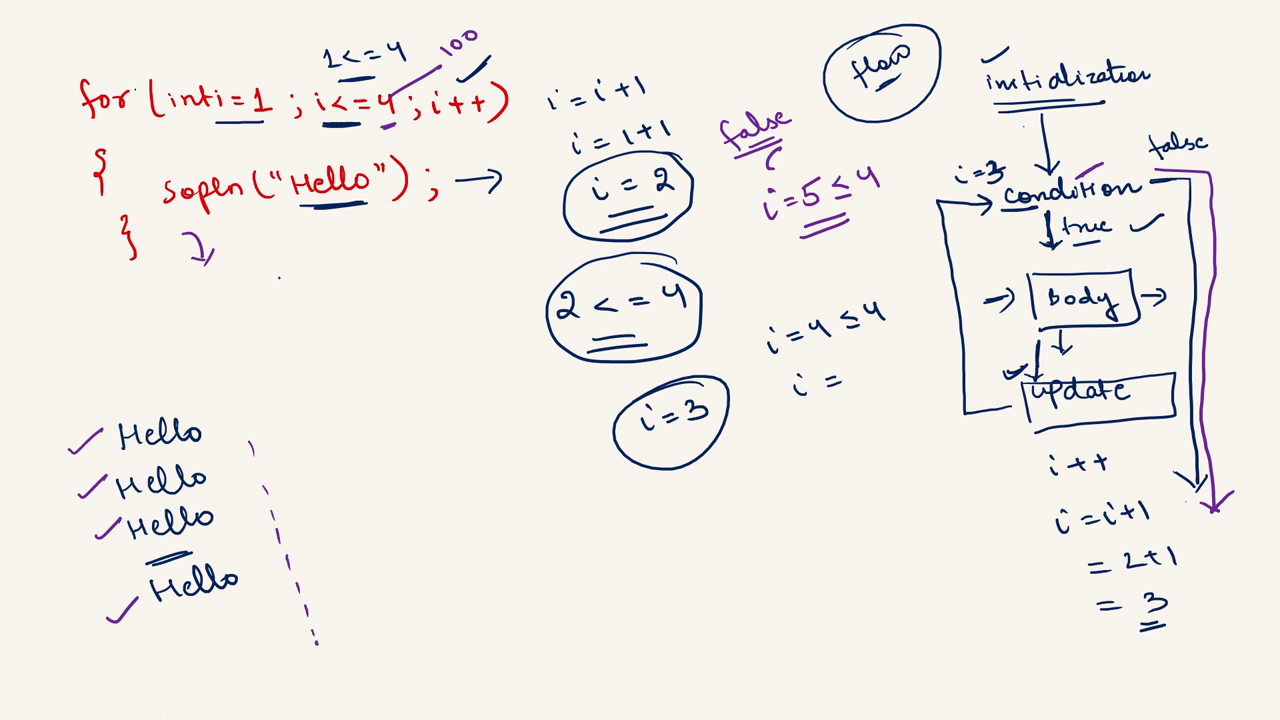 1<=4
100
for (int i=1 ; i<=4 ; i++)
{
sopln("Hello") ;
}
Hello
Hello
Hello
Hello
i=i+1
i=1+1
i=2
2<=4
i=3
false
i=5≤4
i=4≤4
i=
flow
initialization
false
i=3
condition
true
Body
update
i++
i=i+1
=2+1
=3